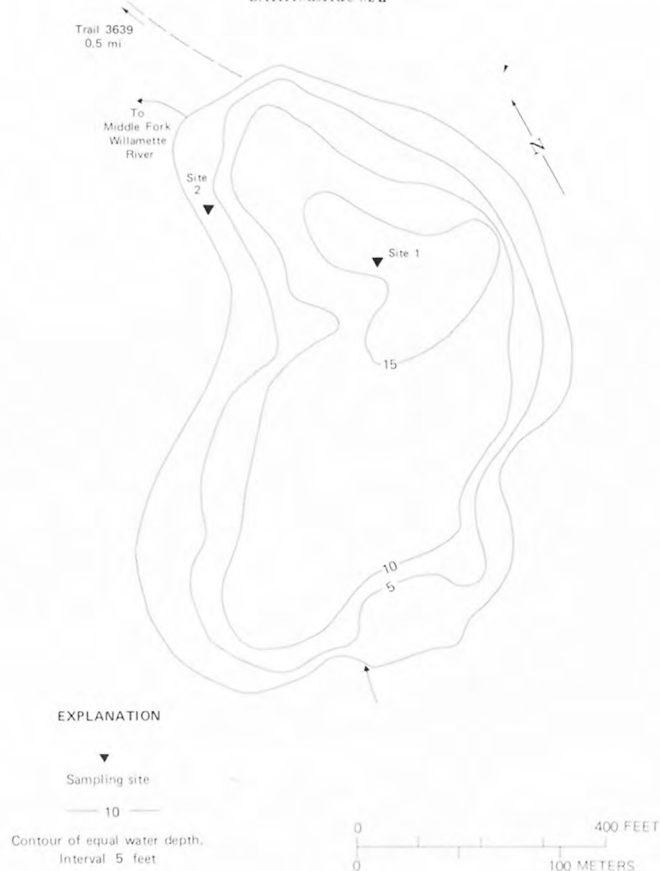 Trail 3639
0.5 mi
To
Middle Fork
Willamette
River
N
Site
2
Site 1
15
10
5
EXPLANATION
Sampling site
10
Contour of equal water depth.
Interval 5 feet
0 400 FEET
0 100 METERS